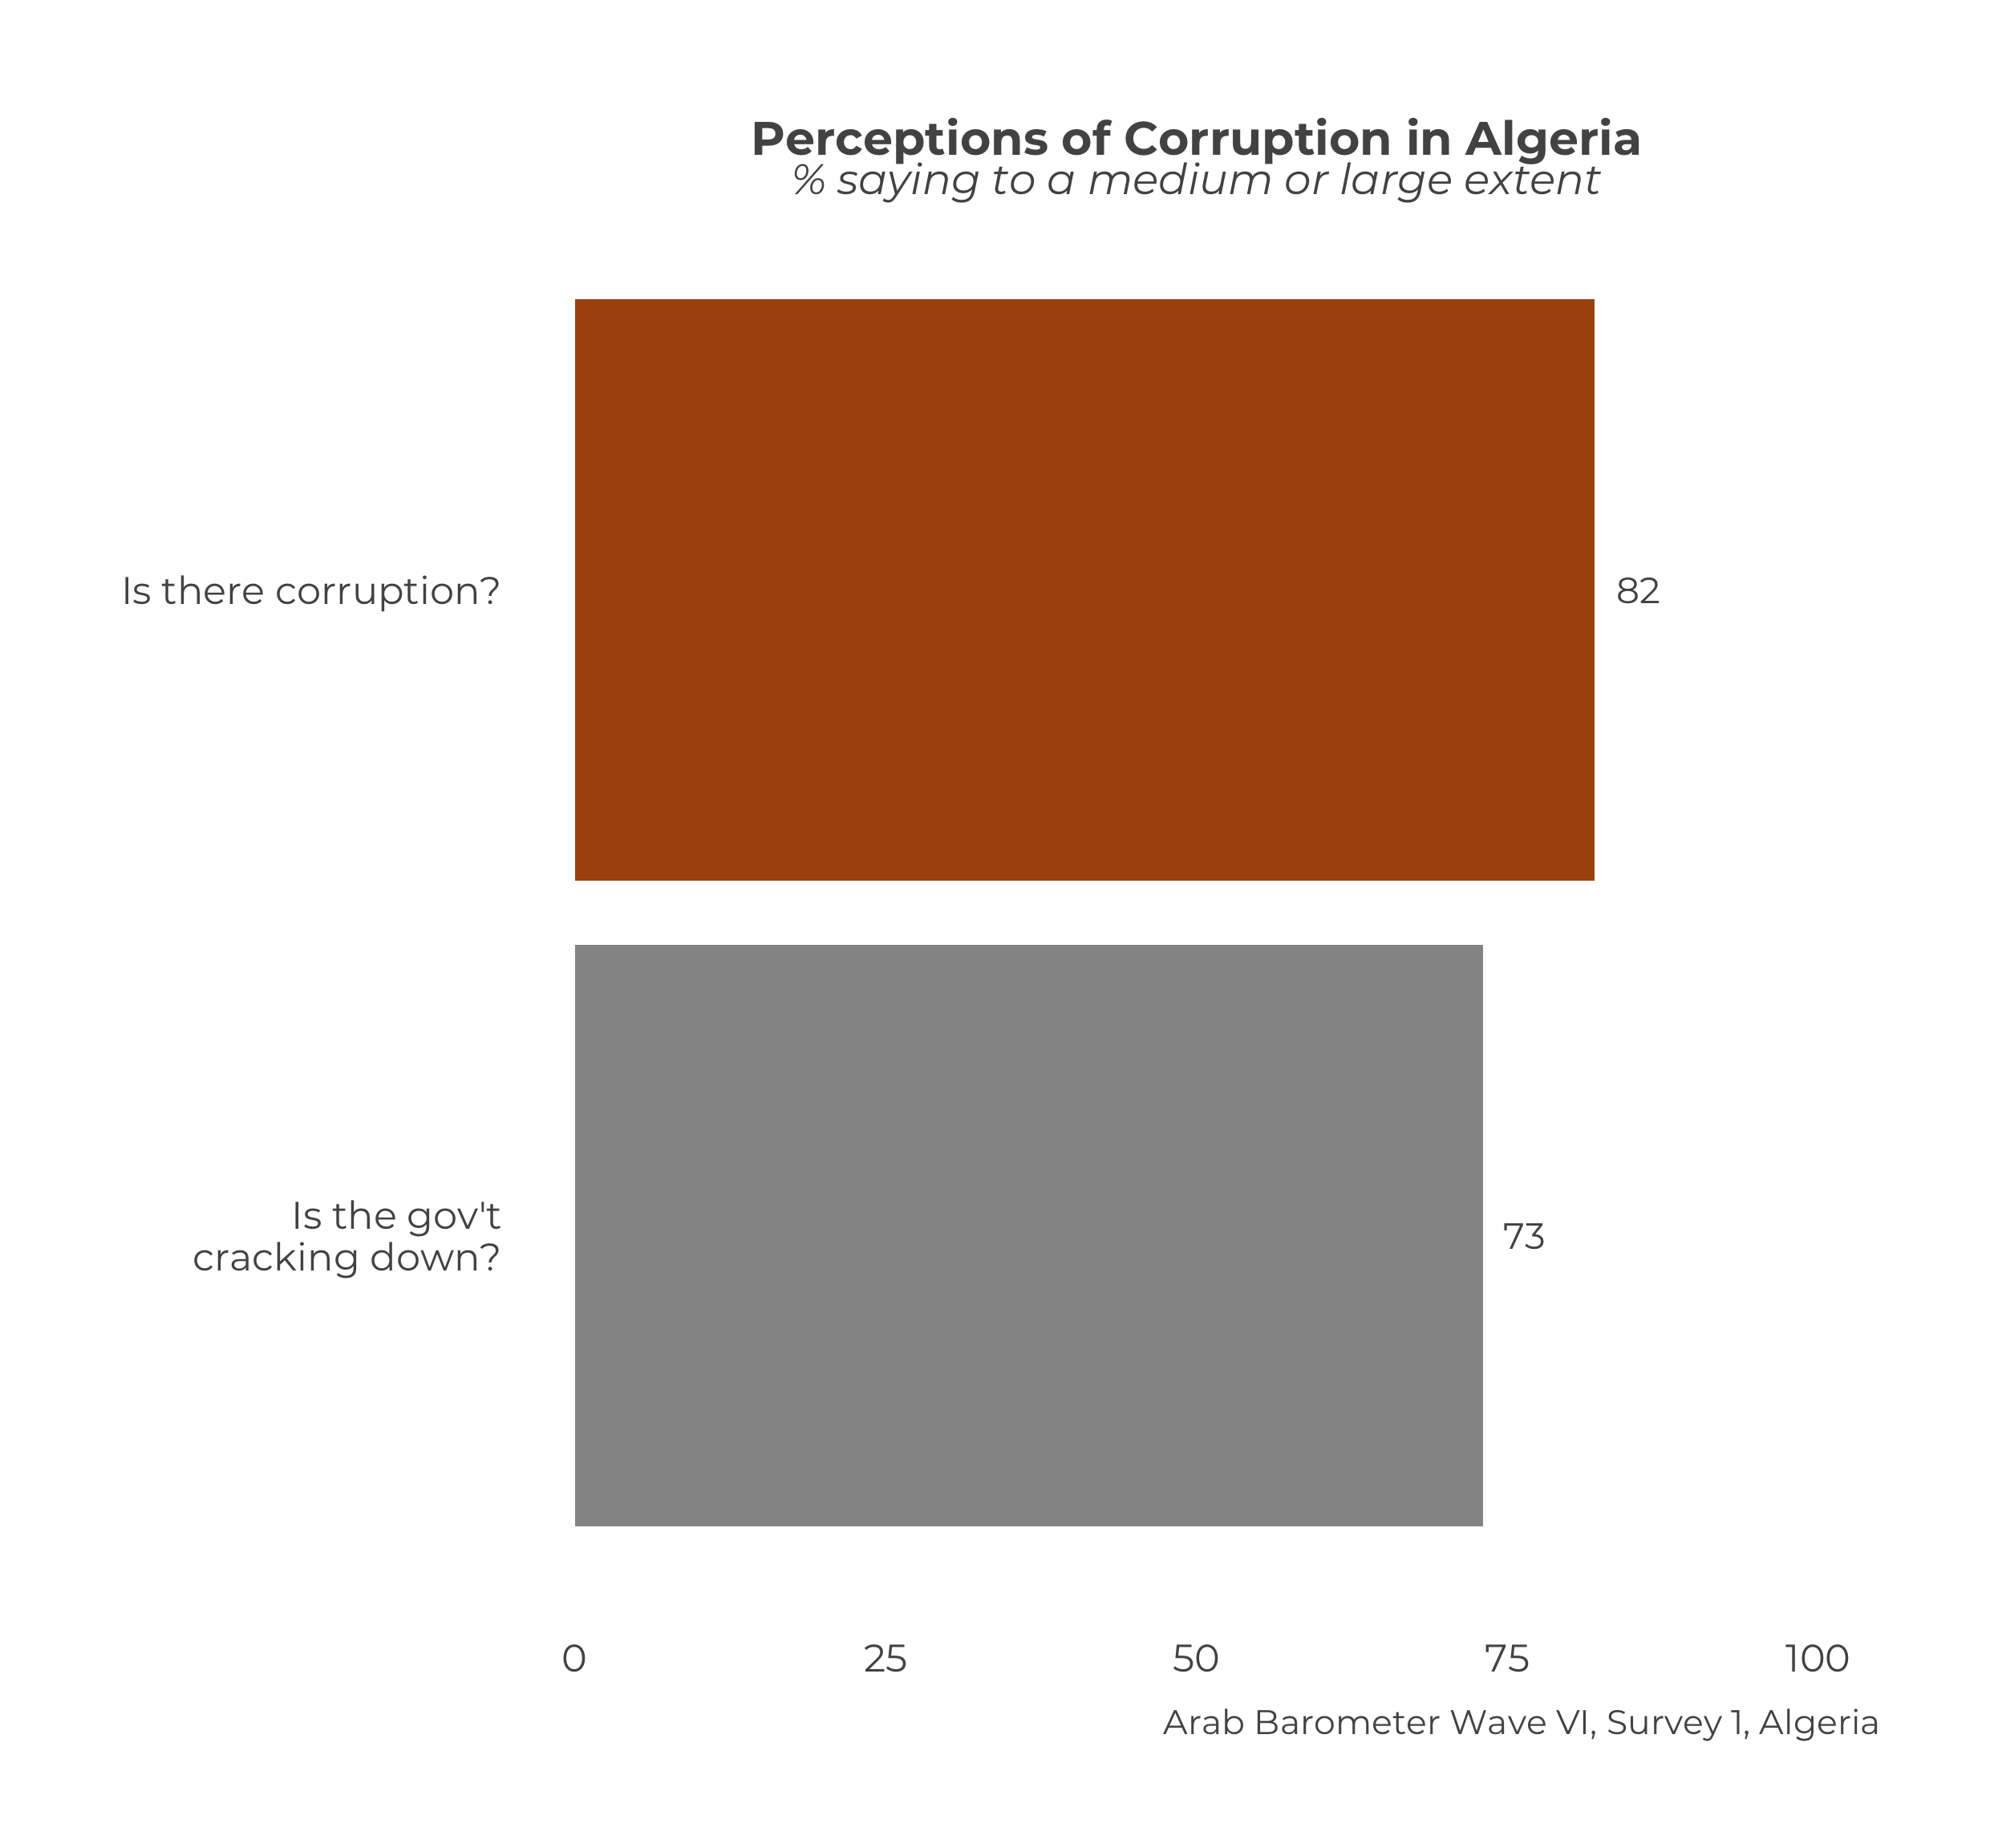 Perceptions of Corruption in Algeria
% saying to a medium or large extent
Is there corruption?
82
Is the gov't
cracking down?
73
0 25 50 75 100
Arab Barometer Wave VI, Survey 1, Algeria